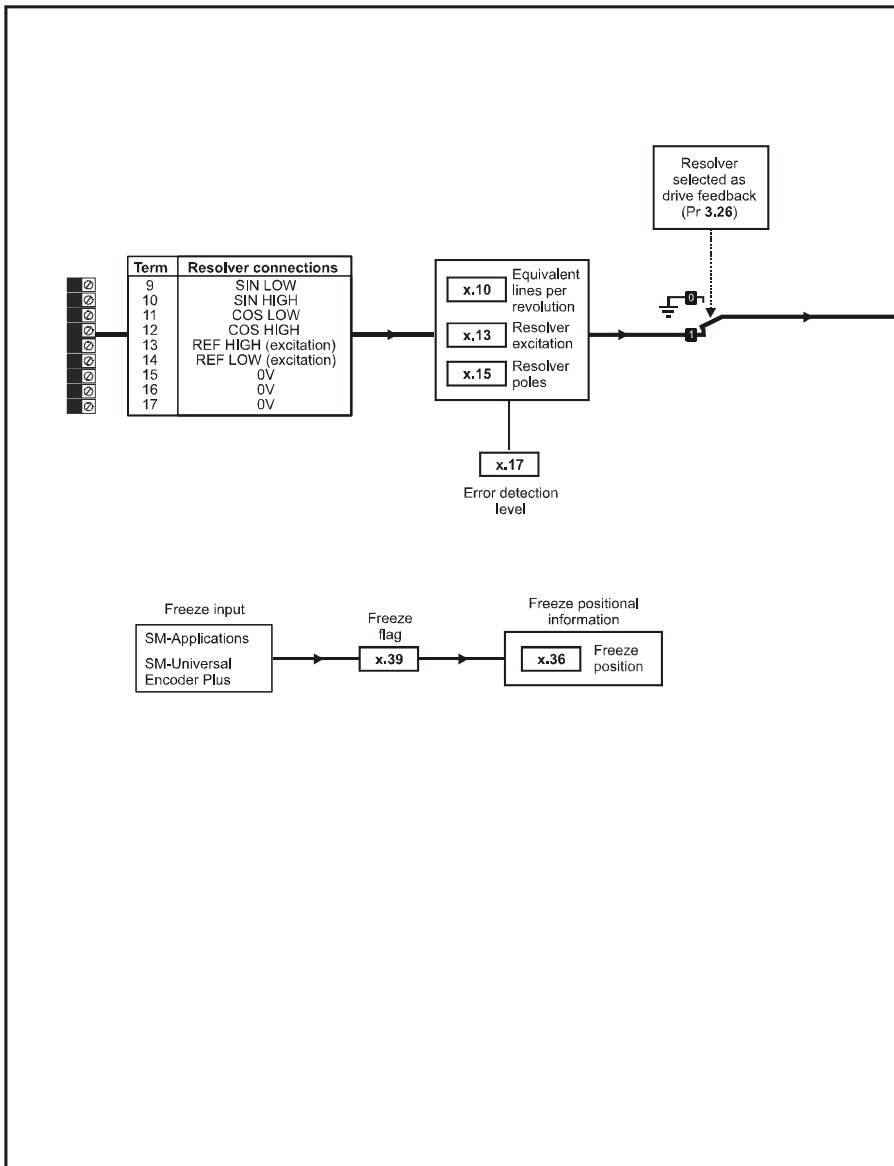 Resolver
selected as
drive feedback
(Pr 3.26)
Term Resolver connections
9 SIN LOW
10 SIN HIGH
11 COS LOW
12 COS HIGH
13 REF HIGH (excitation)
14 REF LOW (excitation)
15 0V
16 0V
17 0V
x.10 Equivalent
lines per
revolution
x.13 Resolver
excitation
x.15 Resolver
poles
0
1
x.17
Error detection
level
Freeze input
SM-Applications
SM-Universal
Encoder Plus
Freeze
flag
x.39
Freeze positional
information
x.36 Freeze
position